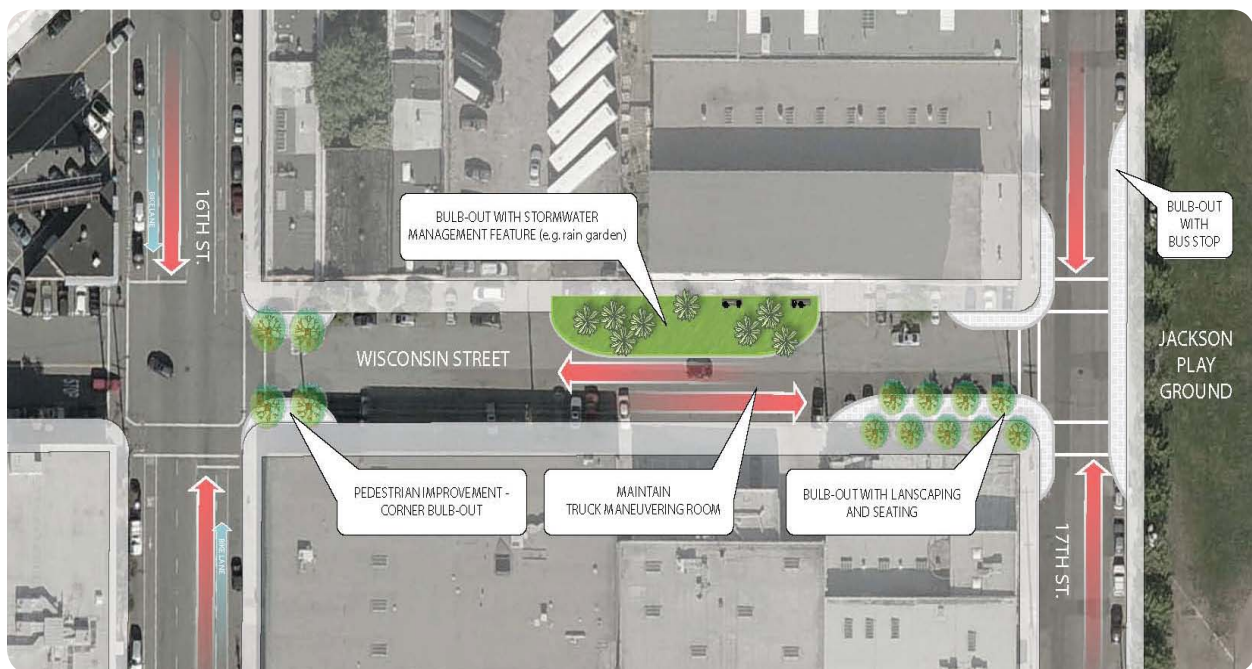 BIKE LANE
16TH ST.
BULB-OUT WITH STORMWATER
MANAGEMENT FEATURE (e.g. rain garden)
BULB-OUT
WITH
BUS STOP
WISCONSIN STREET
JACKSON
PLAY
GROUND
STOP
PEDESTRIAN IMPROVEMENT -
CORNER BULB-OUT
MAINTAIN
TRUCK MANEUVERING ROOM
BULB-OUT WITH LANSCAPING
AND SEATING
BIKE LANE
17TH ST.